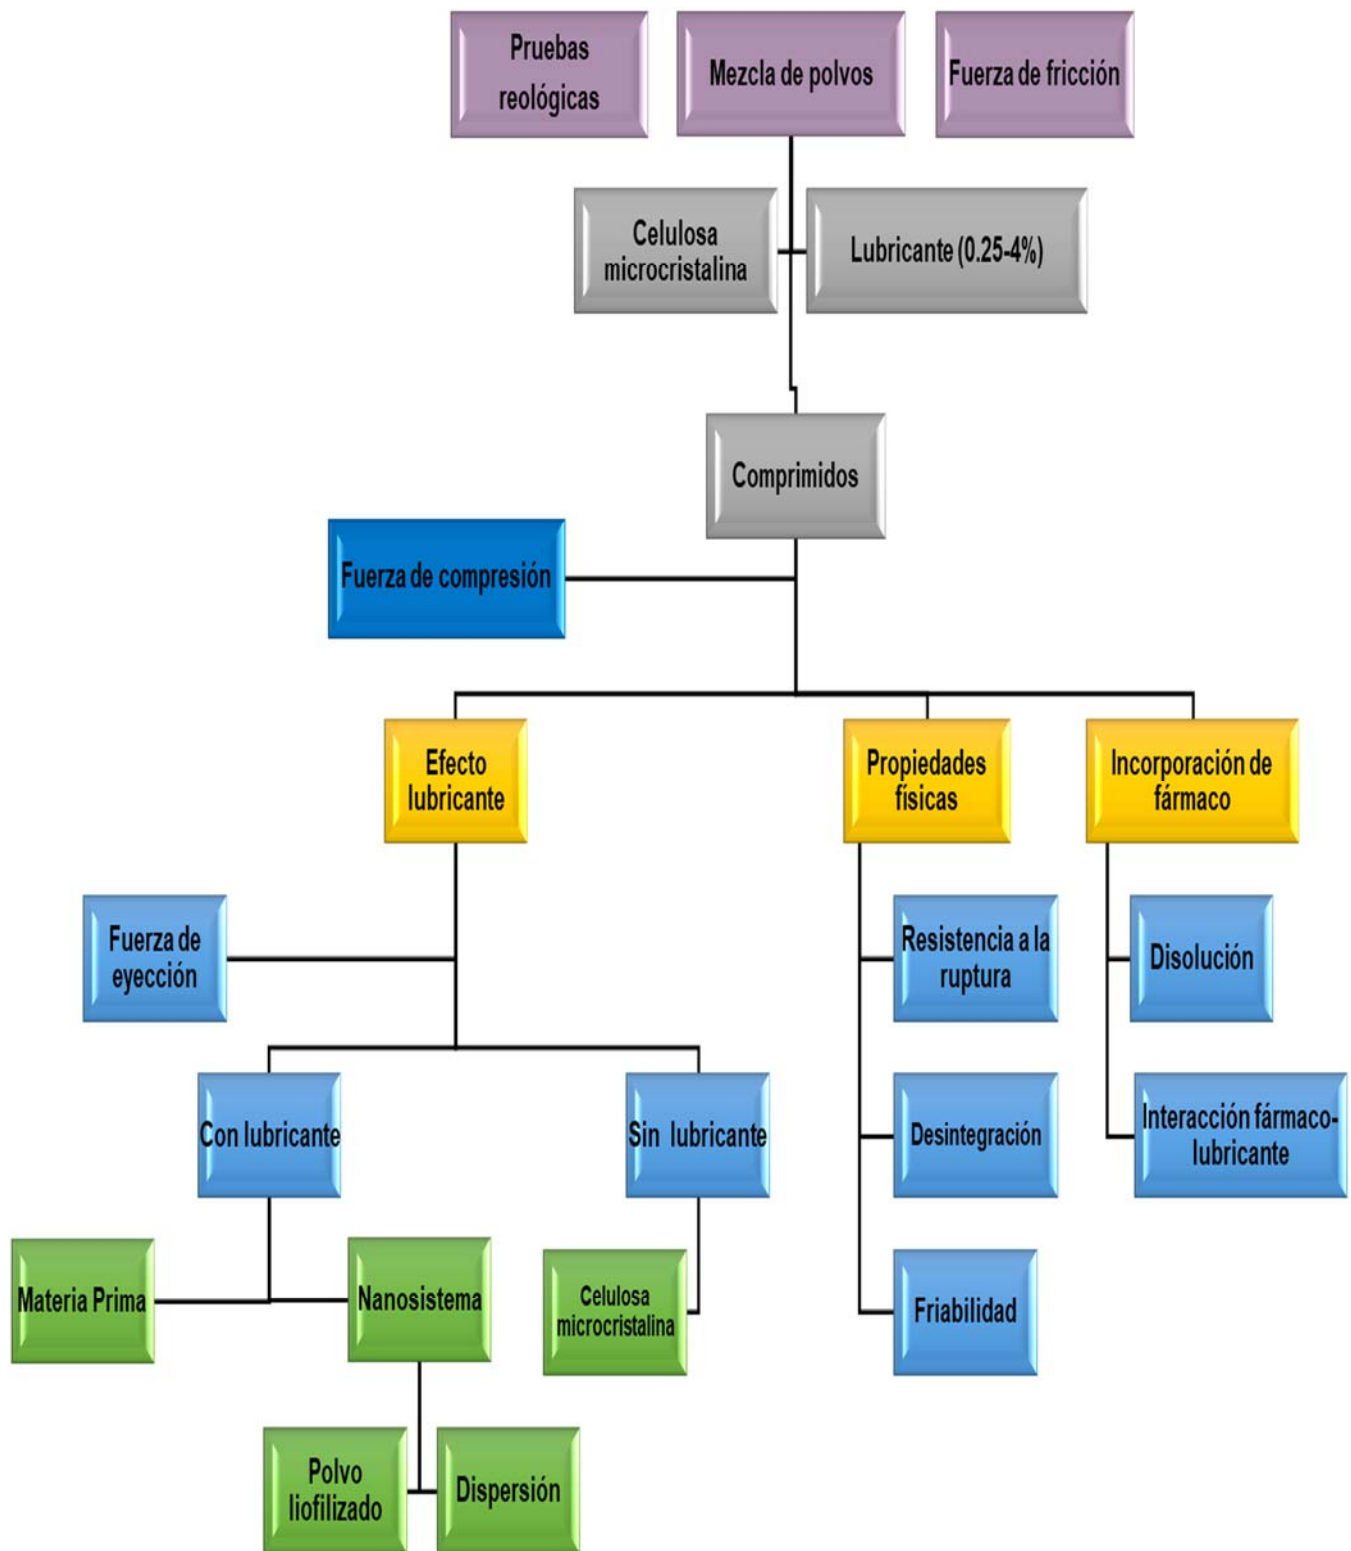 Pruebas
reológicas
Mezcla de polvos
Fuerza de fricción
Celulosa
microcristalina
Lubricante (0.25-4%)
Comprimidos
Fuerza de compresión
Efecto
lubricante
Propiedades
físicas
Incorporación de
fármaco
Fuerza de
eyección
Resistencia a la
ruptura
Disolución
Con lubricante
Sin lubricante
Desintegración
Interacción fármaco-
lubricante
Materia Prima
Nanosistema
Celulosa
microcristalina
Friabilidad
Polvo
liofilizado
Dispersión